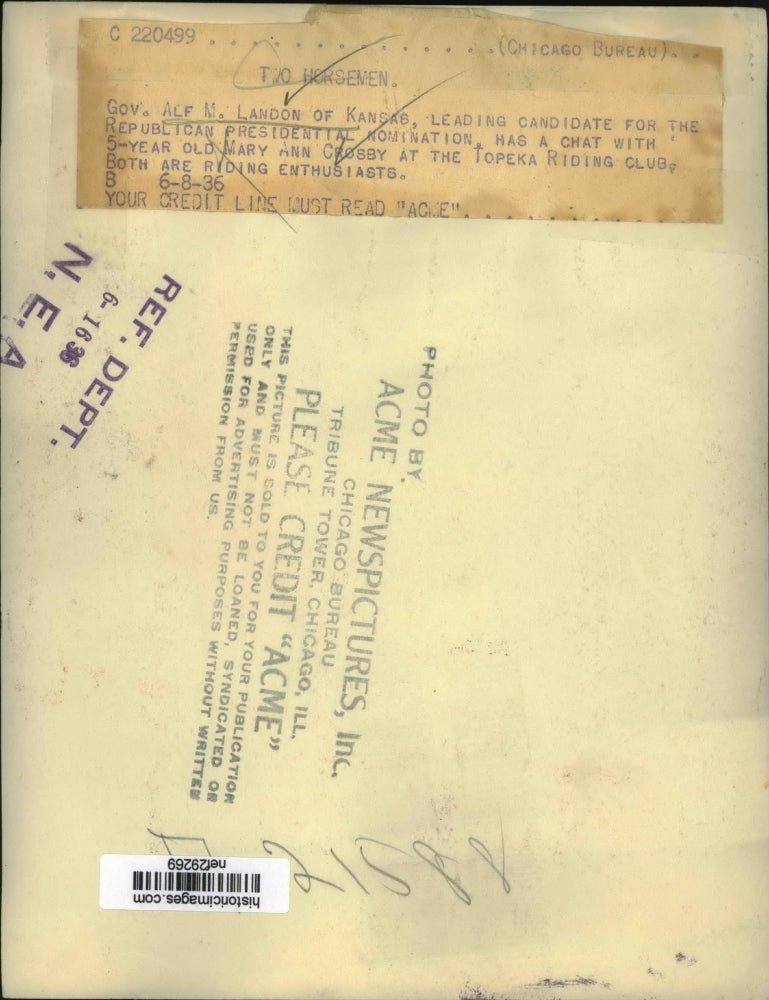 C 220499 . . . . . . . . . . . . . (CHICAGO BUREAU). .
TWO HORSEMEN.
GOV. ALF M. LANDON OF KANSAS, LEADING CANDIDATE FOR THE
REPUBLICAN PRESIDENTIAL NOMINATION, HAS A CHAT WITH
5-YEAR OLD MARY ANN CROSBY AT THE TOPEKA RIDING CLUB.
BOTH ARE RIDING ENTHUSIASTS.
B 6-8-36
YOUR CREDIT LINE MUST READ "ACME". . . . . . . . . . . .
REF. DEPT.
6-1636
N. E. A
PHOTO BY
ACME NEWSPICTURES, Inc.
CHICAGO BUREAU
TRIBUNE TOWER, CHICAGO, ILL.
PLEASE CREDIT "ACME"
THIS PICTURE IS SOLD TO YOU FOR YOUR PUBLICATION
ONLY AND MUST NOT BE LOANED, SYNDICATED OR
USED FOR ADVERTISING PURPOSES WITHOUT WRITTEN
PERMISSION FROM US.
historicimages.com
nef29269